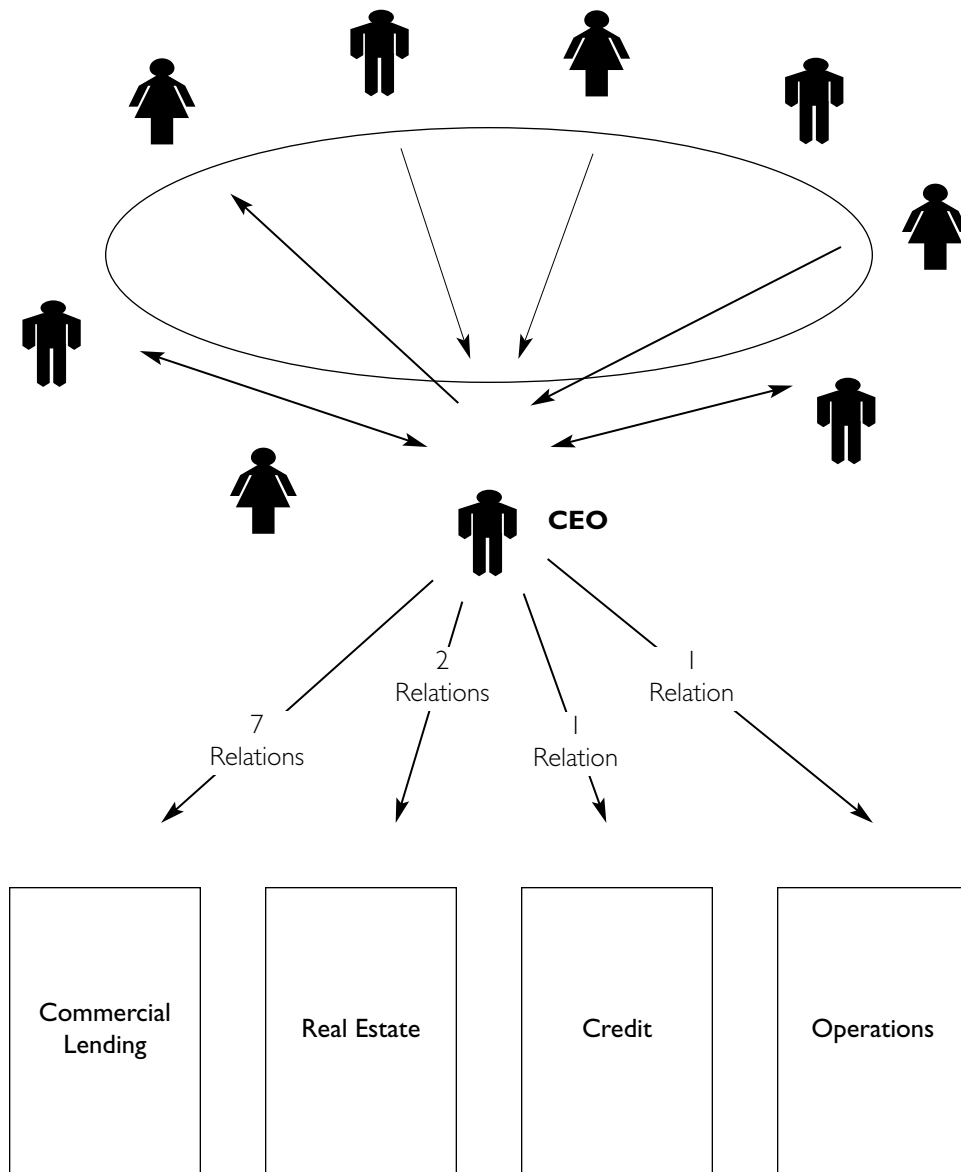 CEO
2
Relations
1
Relation
7
Relations
1
Relation
Commercial
Lending
Real Estate
Credit
Operations